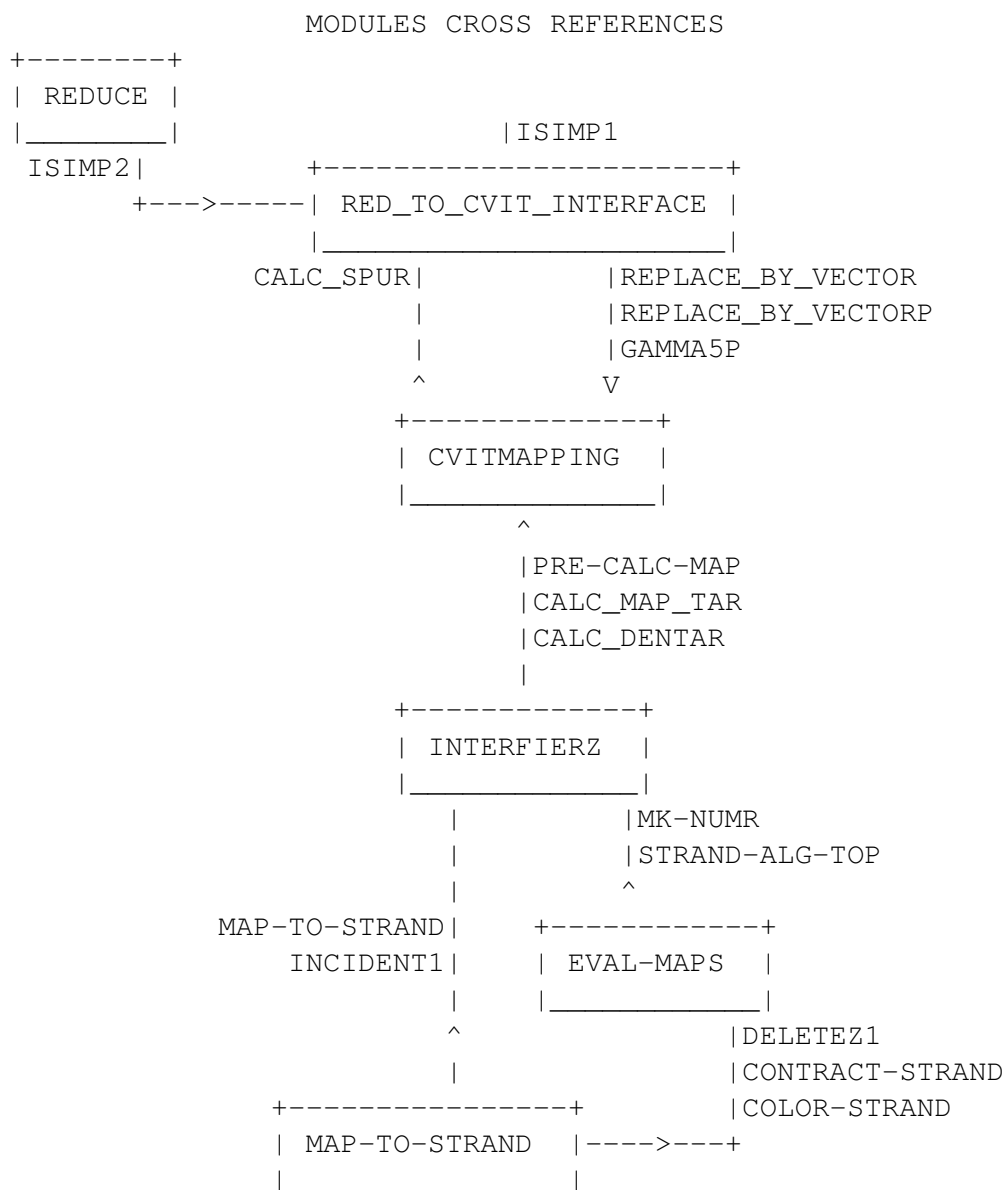 MODULES CROSS REFERENCES
REDUCE
|ISIMP1
ISIMP2|
RED_TO_CVIT_INTERFACE
CALC_SPUR| |REPLACE_BY_VECTOR
|REPLACE_BY_VECTORP
|GAMMA5P
^ V
CVITMAPPING
^
|PRE-CALC-MAP
|CALC_MAP_TAR
|CALC_DENTAR
INTERFIERZ
|MK-NUMR
|STRAND-ALG-TOP
^
MAP-TO-STRAND|
INCIDENT1| | EVAL-MAPS |
^ |DELETEZ1
|CONTRACT-STRAND
|COLOR-STRAND
| MAP-TO-STRAND |---->---+